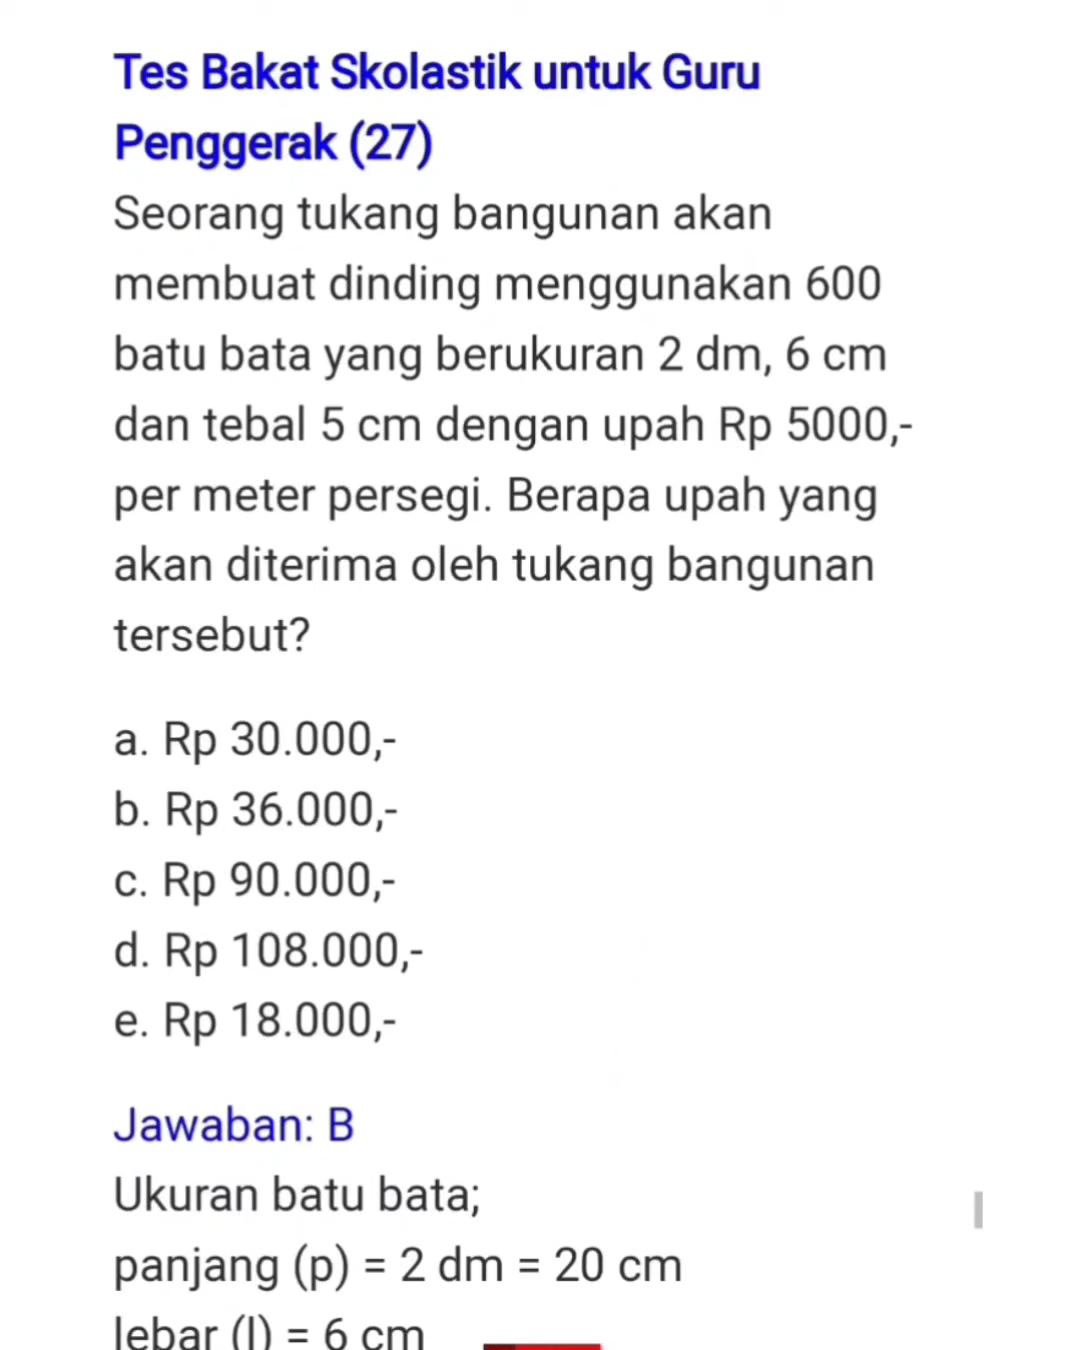 Tes Bakat Skolastik untuk Guru
Penggerak (27)
Seorang tukang bangunan akan
membuat dinding menggunakan 600
batu bata yang berukuran 2 dm, 6 cm
dan tebal 5 cm dengan upah Rp 5000,-
per meter persegi. Berapa upah yang
akan diterima oleh tukang bangunan
tersebut?
a. Rp 30.000,-
b. Rp 36.000,-
c. Rp 90.000,-
d. Rp 108.000,-
e. Rp 18.000,-
Jawaban: B
Ukuran batu bata;
panjang (p) = 2 dm = 20 cm
lebar (l) = 6 cm